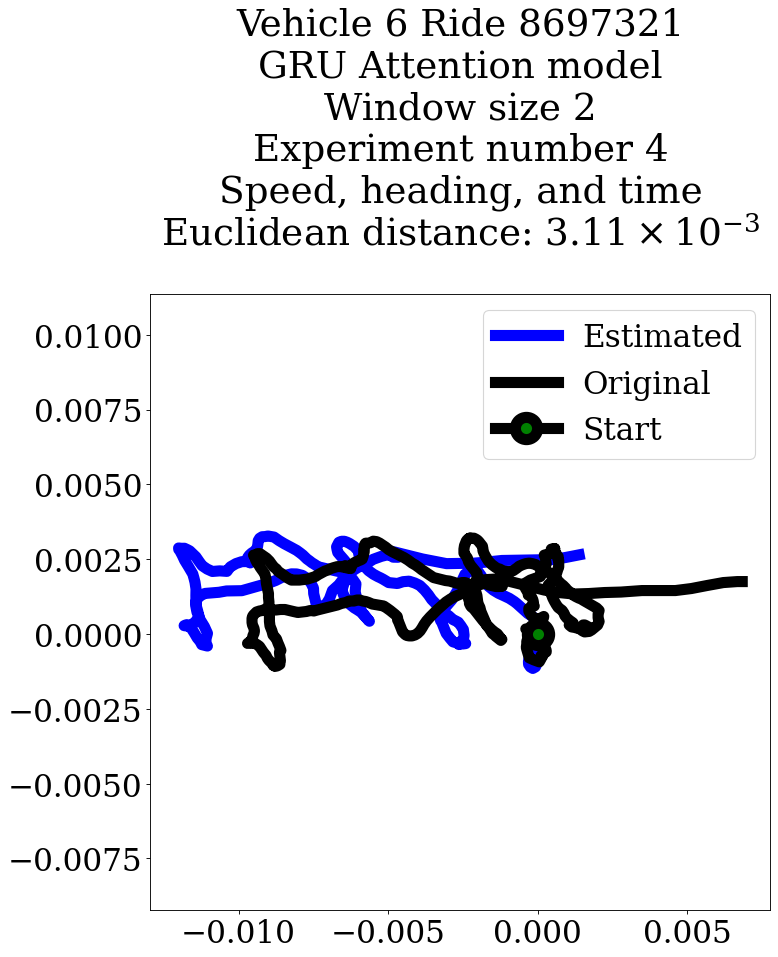 Vehicle 6 Ride 8697321
GRU Attention model
Window size 2
Experiment number 4
Speed, heading, and time
Euclidean distance: 3.11 × 10⁻³
Estimated
Original
Start
0.0100
0.0075
0.0050
0.0025
0.0000
−0.0025
−0.0050
−0.0075
−0.010 −0.005 0.000 0.005